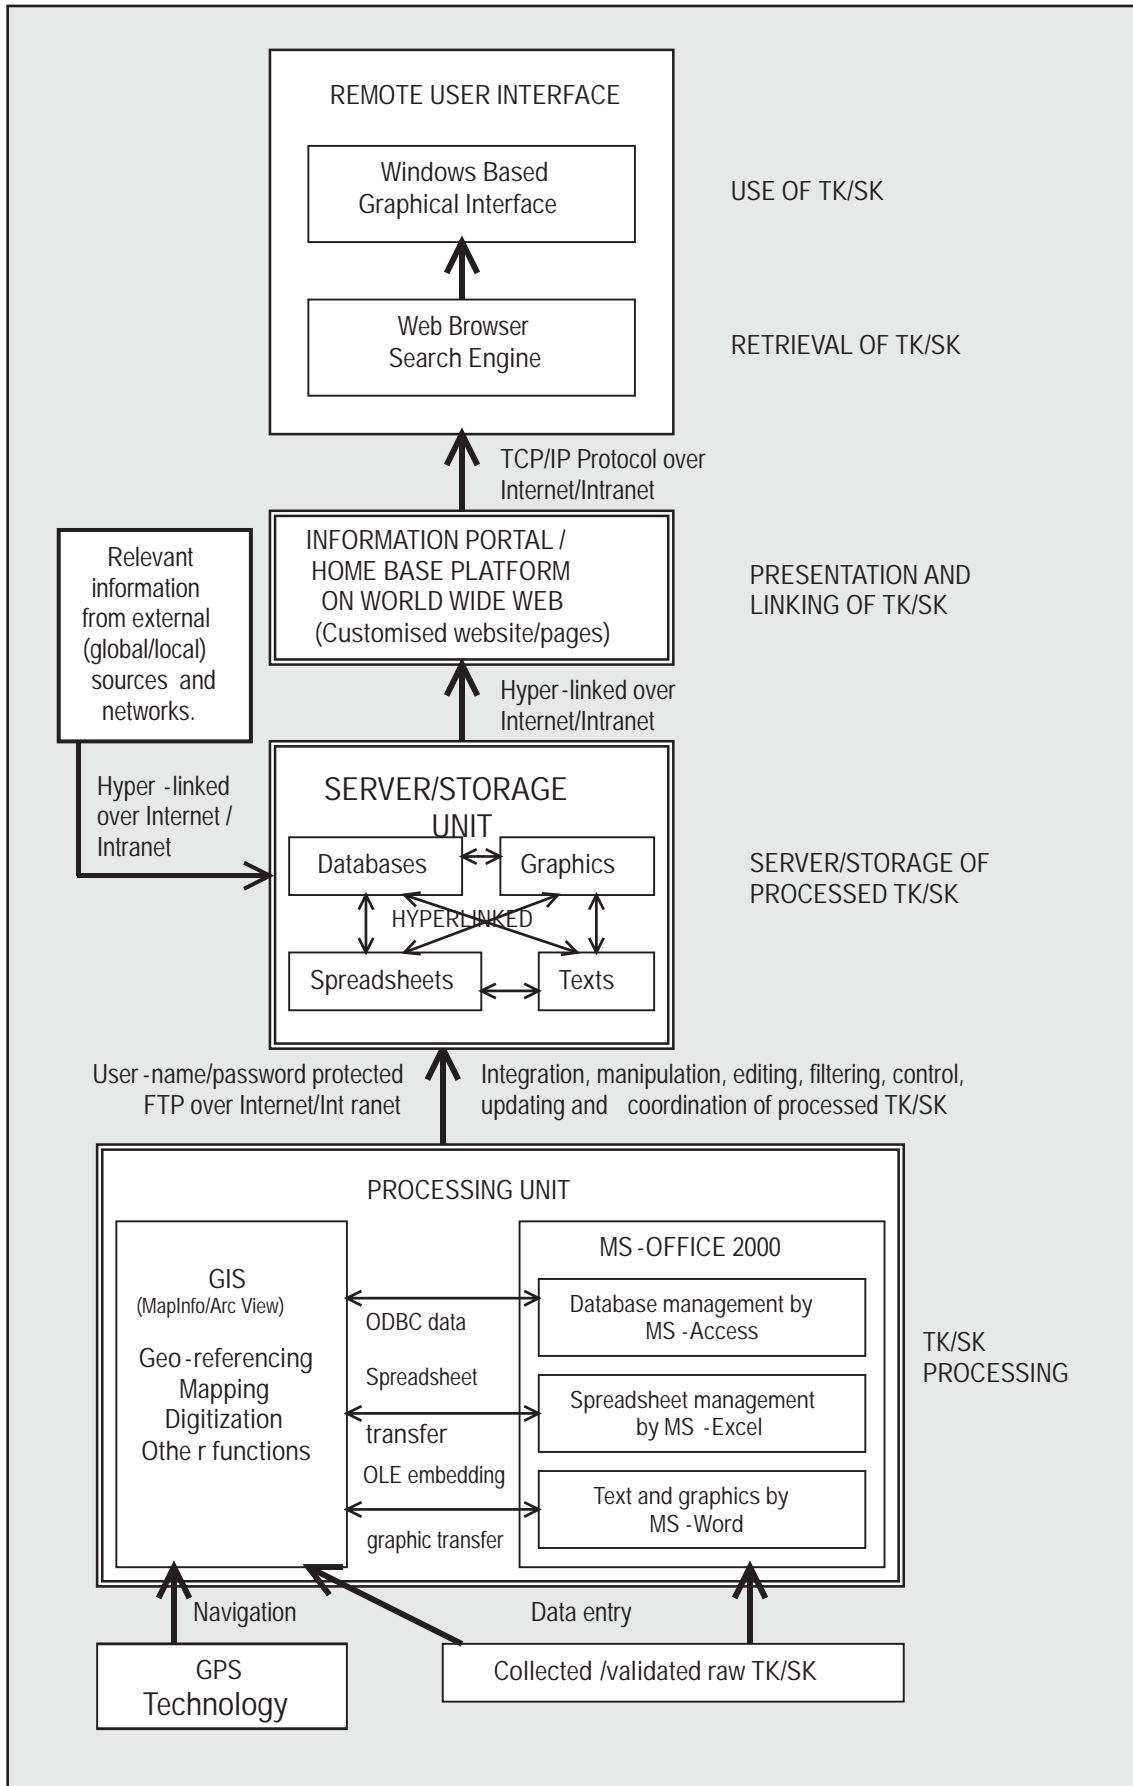 REMOTE USER INTERFACE
Windows Based
Graphical Interface
USE OF TK/SK
Web Browser
Search Engine
RETRIEVAL OF TK/SK
TCP/IP Protocol over
Internet/Intranet
Relevant
information
from external
(global/local)
sources and
networks.
INFORMATION PORTAL /
HOME BASE PLATFORM
ON WORLD WIDE WEB
(Customised website/pages)
PRESENTATION AND
LINKING OF TK/SK
Hyper-linked over
Internet/Intranet
Hyper -linked
over Internet /
Intranet
SERVER/STORAGE
UNIT
Databases
Graphics
HYPERLINKED
Spreadsheets
Texts
SERVER/STORAGE OF
PROCESSED TK/SK
User -name/password protected
FTP over Internet/Int ranet
Integration, manipulation, editing, filtering, control,
updating and coordination of processed TK/SK
PROCESSING UNIT
GIS
(MapInfo/Arc View)
Geo-referencing
Mapping
Digitization
Othe r functions
ODBC data
Spreadsheet
transfer
OLE embedding
graphic transfer
MS -OFFICE 2000
Database management by
MS -Access
Spreadsheet management
by MS -Excel
Text and graphics by
MS -Word
TK/SK
PROCESSING
Navigation
Data entry
GPS
Technology
Collected /validated raw TK/SK